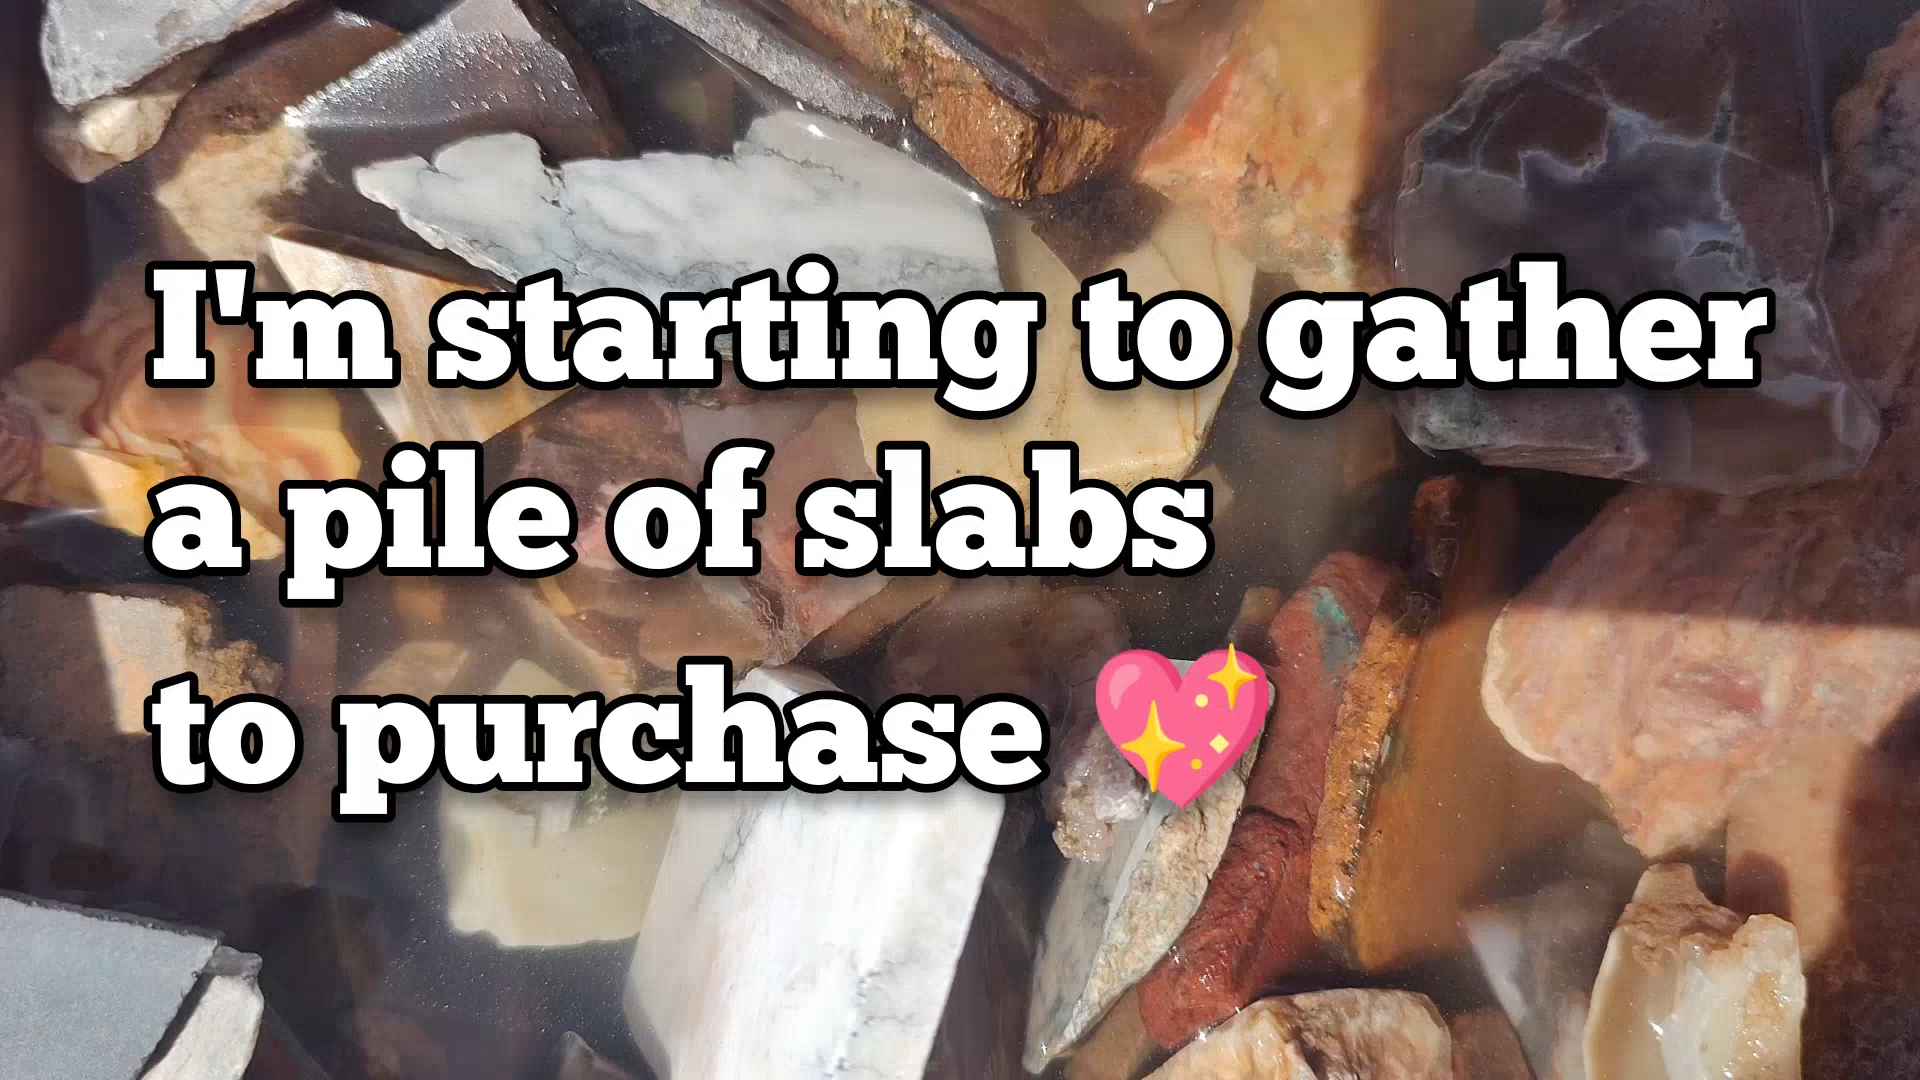 I'm starting to gather
a pile of slabs
to purchase 💖